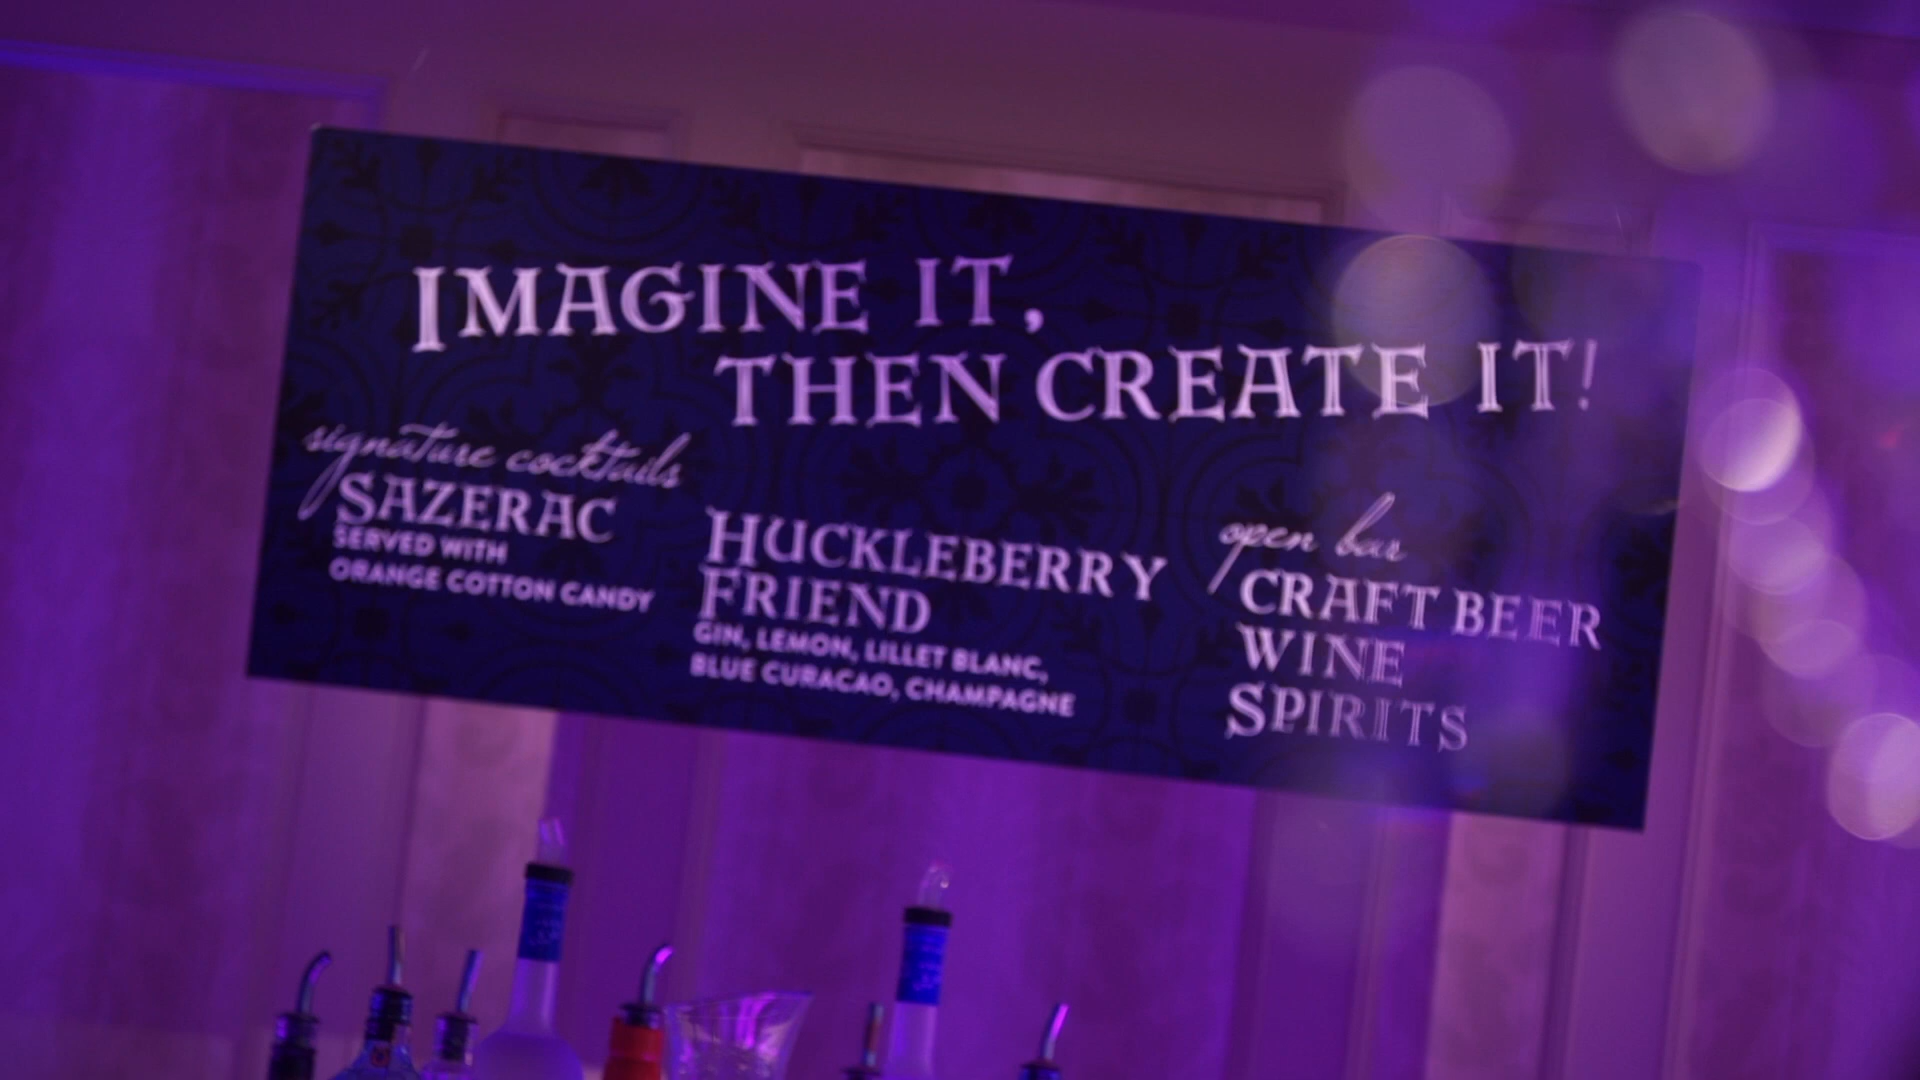 IMAGINE IT,
THEN CREATE IT!
signature cocktails
SAZERAC
SERVED WITH
ORANGE COTTON CANDY
HUCKLEBERRY
FRIEND
GIN, LEMON, LILLET BLANC,
BLUE CURACAO, CHAMPAGNE
open bar
CRAFT BEER
WINE
SPIRITS